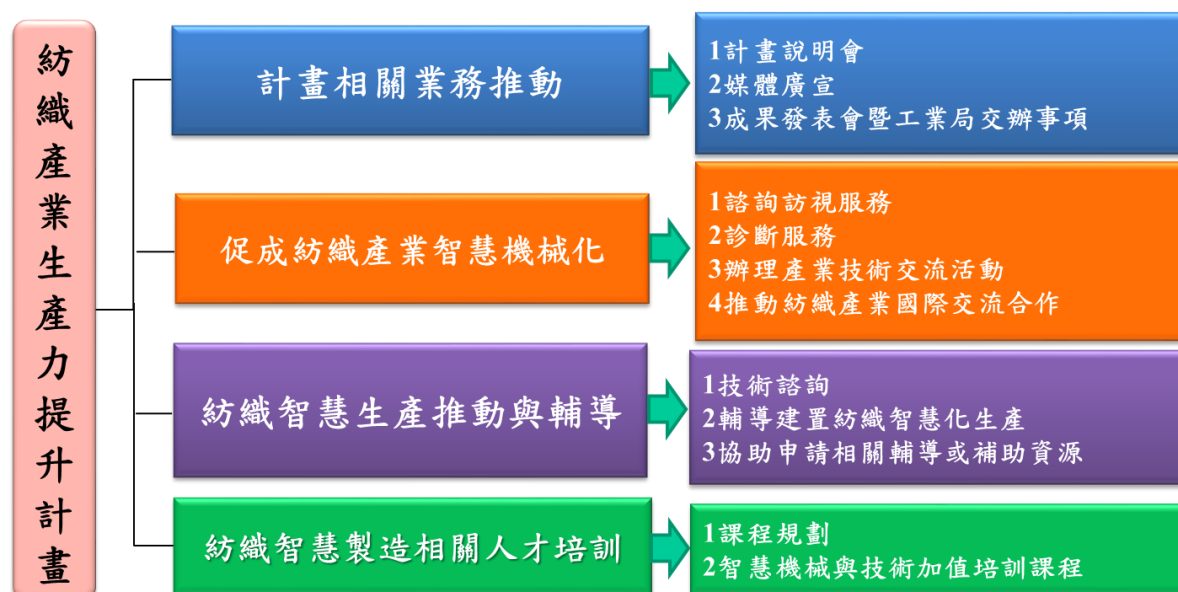 紡織產業生產力提升計畫
計畫相關業務推動
1計畫說明會
2媒體廣宣
3成果發表會暨工業局交辦事項
促成紡織產業智慧機械化
1諮詢訪視服務
2診斷服務
3辦理產業技術交流活動
4推動紡織產業國際交流合作
紡織智慧生產推動與輔導
1技術諮詢
2輔導建置紡織智慧化生產
3協助申請相關輔導或補助資源
紡織智慧製造相關人才培訓
1課程規劃
2智慧機械與技術加值培訓課程